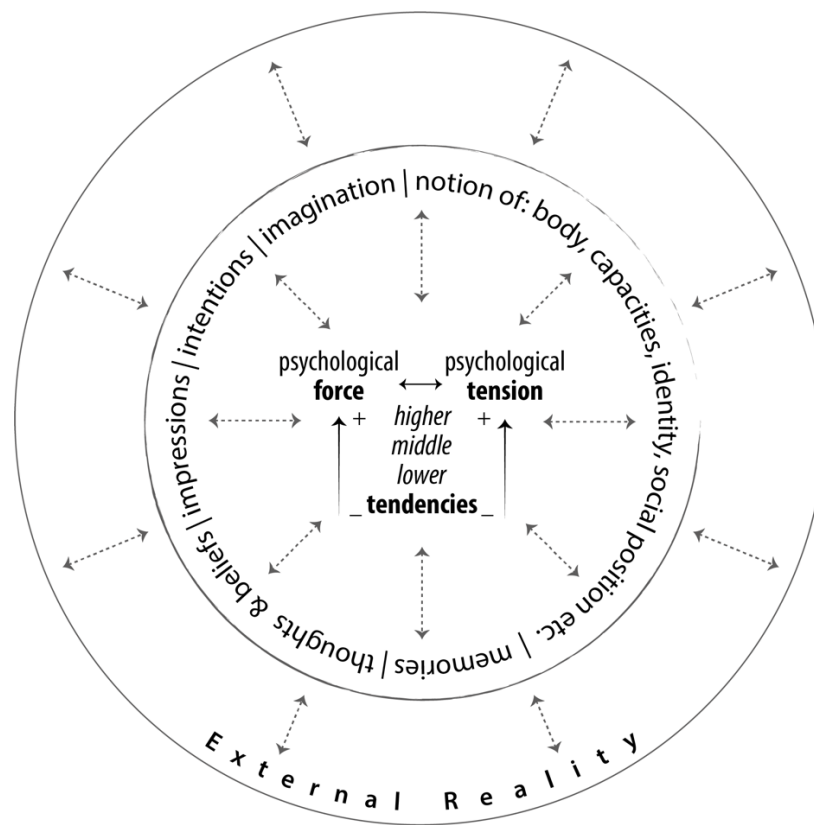 thoughts & beliefs | impressions | intentions | imagination | notion of: body, capacities, identity, social position etc. | memories |
psychological
force
psychological
tension
+
higher
+
middle
lower
_ tendencies _
External Reality